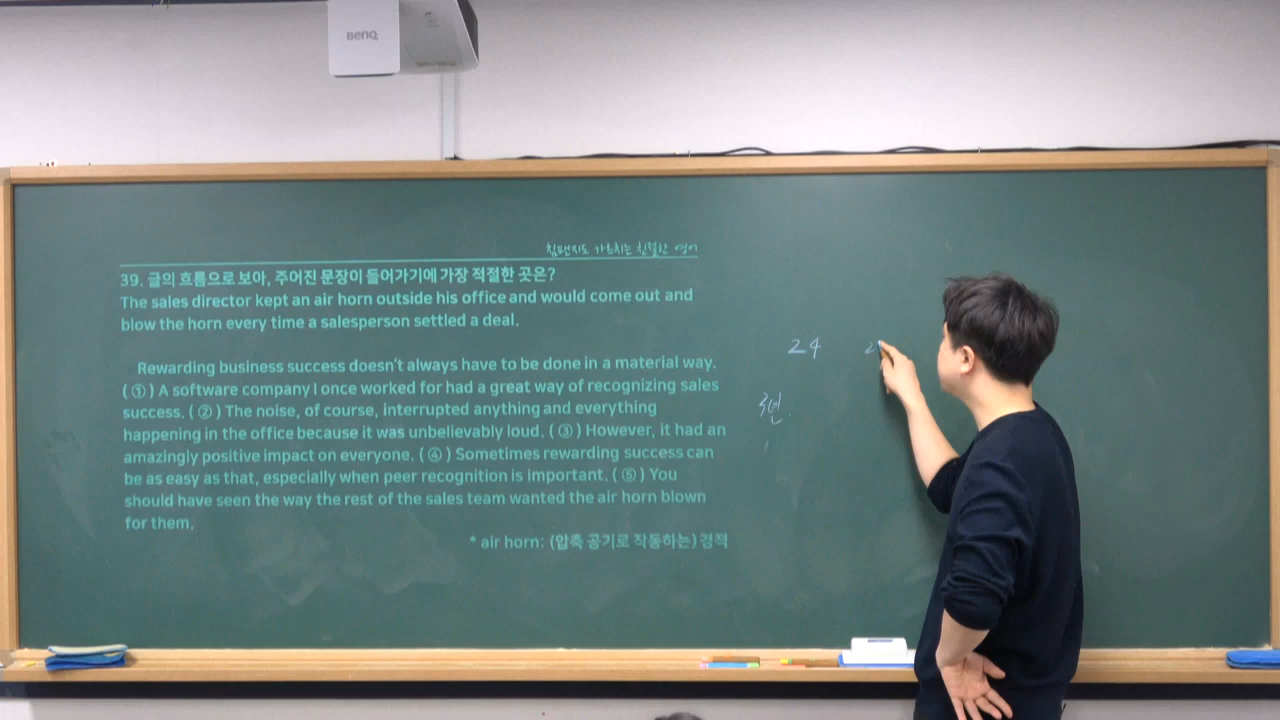 BenQ
침팬지도 가르치는 친절한 영어
39. 글의 흐름으로 보아, 주어진 문장이 들어가기에 가장 적절한 곳은?
The sales director kept an air horn outside his office and would come out and
blow the horn every time a salesperson settled a deal.
Rewarding business success doesn't always have to be done in a material way.
( ① ) A software company I once worked for had a great way of recognizing sales
success. ( ② ) The noise, of course, interrupted anything and everything
happening in the office because it was unbelievably loud. ( ③ ) However, it had an
amazingly positive impact on everyone. ( ④ ) Sometimes rewarding success can
be as easy as that, especially when peer recognition is important. ( ⑤ ) You
should have seen the way the rest of the sales team wanted the air horn blown
for them.
* air horn: (압축 공기로 작동하는) 경적
24 2